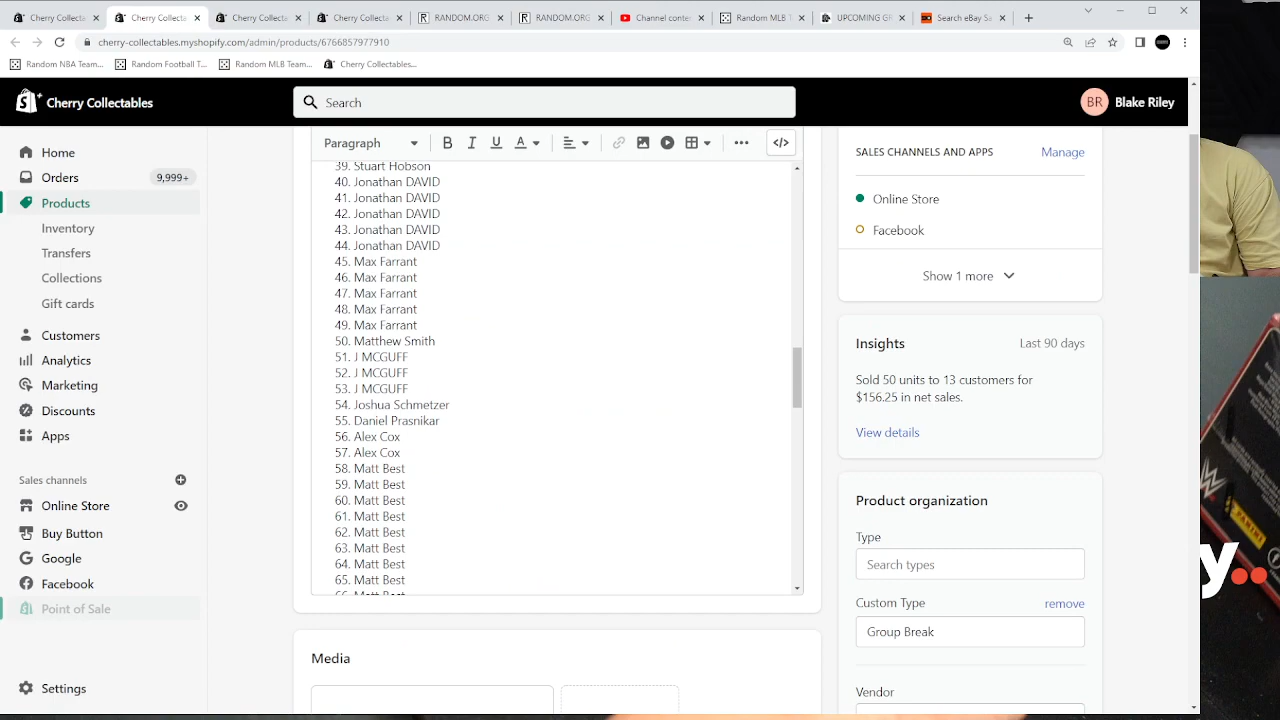 Cherry Collecta
Cherry Collecta
Cherry Collecta
Cherry Collecta
RANDOM.ORG
RANDOM.ORG
Channel conten
Random MLB T
UPCOMING GR
Search eBay Sa
cherry-collectables.myshopify.com/admin/products/6766857977910
Random NBA Team...
Random Football T...
Random MLB Team...
Cherry Collectables...
Cherry Collectables
Search
BR
Blake Riley
Home
Orders
9,999+
Products
Inventory
Transfers
Collections
Gift cards
Customers
Analytics
Marketing
Discounts
Apps
Sales channels
Online Store
Buy Button
Google
Facebook
Point of Sale
Settings
Paragraph
B I U A
39. Stuart Hobson
40. Jonathan DAVID
41. Jonathan DAVID
42. Jonathan DAVID
43. Jonathan DAVID
44. Jonathan DAVID
45. Max Farrant
46. Max Farrant
47. Max Farrant
48. Max Farrant
49. Max Farrant
50. Matthew Smith
51. J MCGUFF
52. J MCGUFF
53. J MCGUFF
54. Joshua Schmetzer
55. Daniel Prasnikar
56. Alex Cox
57. Alex Cox
58. Matt Best
59. Matt Best
60. Matt Best
61. Matt Best
62. Matt Best
63. Matt Best
64. Matt Best
65. Matt Best
66. Matt Best
Media
SALES CHANNELS AND APPS
Manage
Online Store
Facebook
Show 1 more
Insights
Last 90 days
Sold 50 units to 13 customers for
$156.25 in net sales.
View details
Product organization
Type
Search types
Custom Type
remove
Group Break
Vendor
PANINI
y..